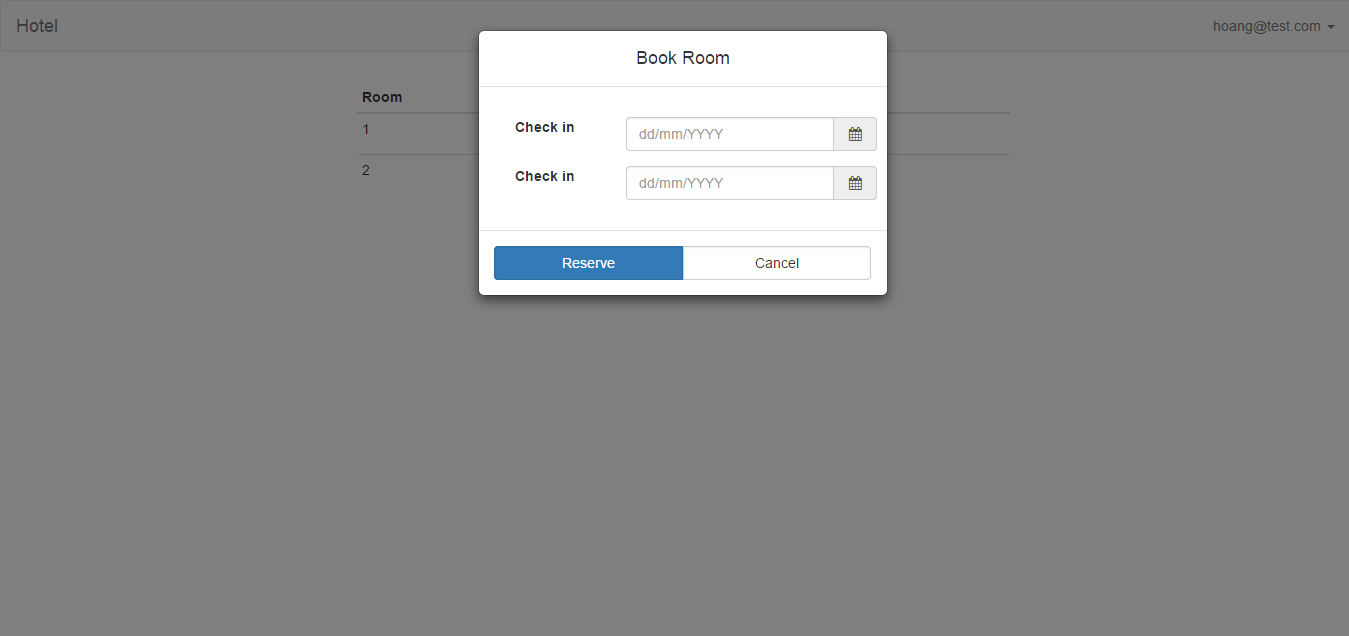 Hotel
hoang@test.com
Book Room
Room
Check in
dd/mm/YYYY
1
Check in
dd/mm/YYYY
2
Reserve
Cancel